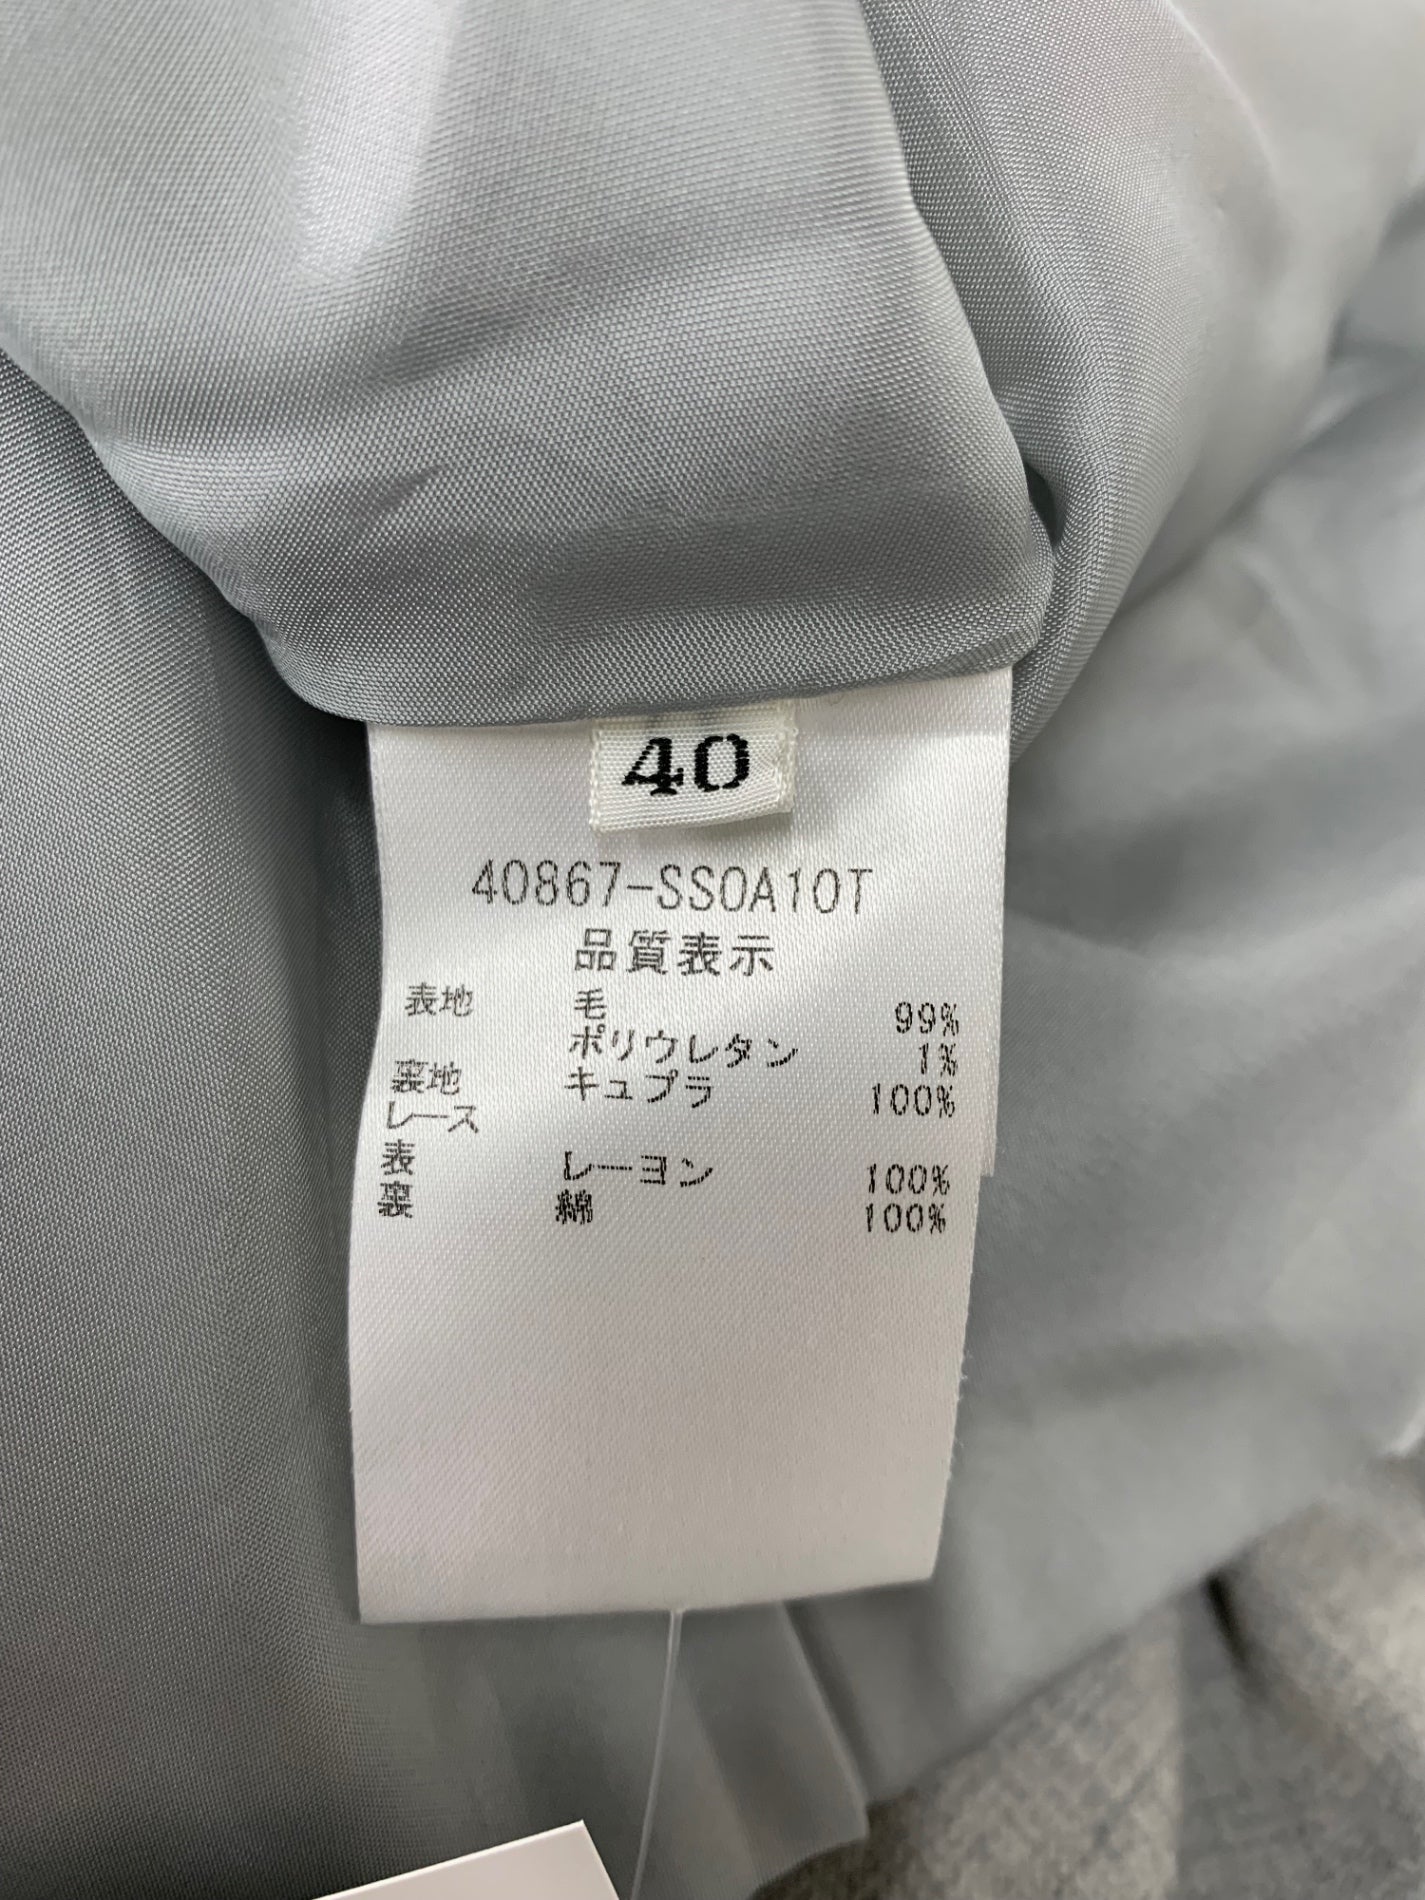 40
40867-SS0A10T
品質表示
表地 毛 99%
ポリウレタン 1%
裏地 キュプラ 100%
レース
表 レーヨン 100%
裏 綿 100%